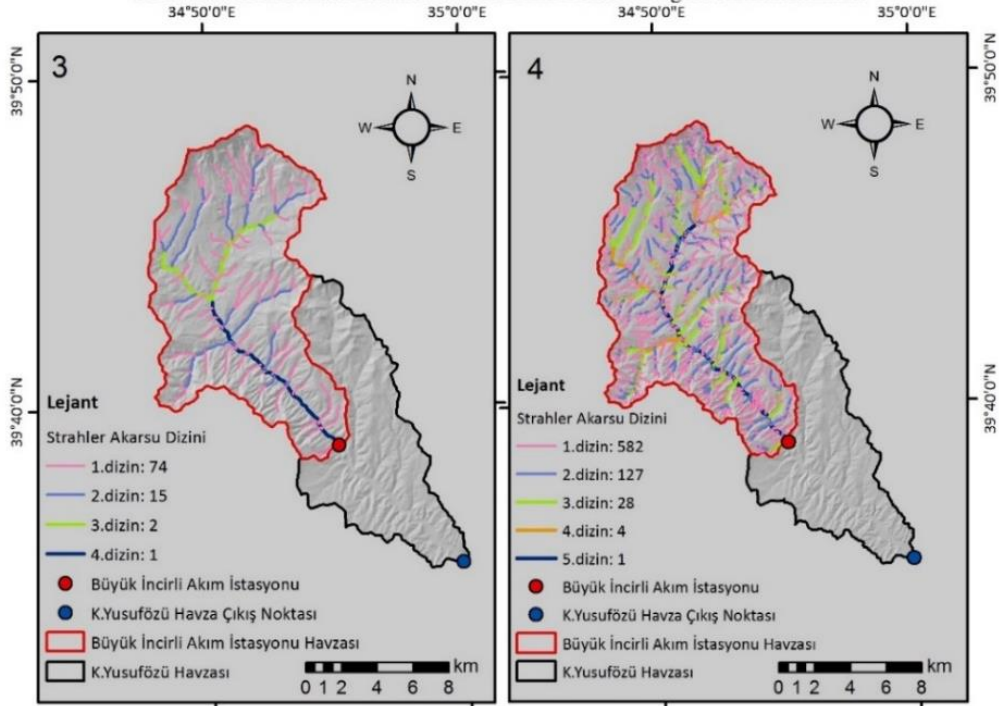 34°50'0"E 35°0'0"E 34°50'0"E 35°0'0"E
39°50'0"N
39°40'0"N
3
N
W E
S
Lejant
Strahler Akarsu Dizini
1.dizin: 74
2.dizin: 15
3.dizin: 2
4.dizin: 1
Büyük İncirli Akım İstasyonu
K.Yusufözü Havza Çıkış Noktası
Büyük İncirli Akım İstasyonu Havzası
K.Yusufözü Havzası
km
0 1 2 4 6 8
4
N
W E
S
Lejant
Strahler Akarsu Dizini
1.dizin: 582
2.dizin: 127
3.dizin: 28
4.dizin: 4
5.dizin: 1
Büyük İncirli Akım İstasyonu
K.Yusufözü Havza Çıkış Noktası
Büyük İncirli Akım İstasyonu Havzası
K.Yusufözü Havzası
km
0 1 2 4 6 8
39°50'0"N
39°40'0"N